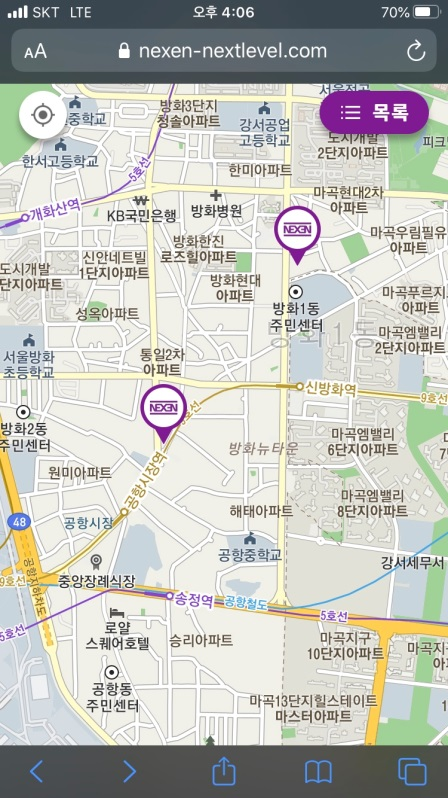 SKT LTE
오후 4:06
70%
AA
nexen-nextlevel.com
목록
중학교
방화3단지
청솔아파트
강서공업
고등학교
도시개발
2단지아파트
피크
한서고등학교
5호선
한미아파트
개화산역
KB국민은행
방화병원
마곡현대2차
아파트
NEXEN
마곡우림필유
아파트
방화한진
로즈힐아파트
신안네트빌
1단지아파트
도시개발
단지아파트
방화현대
아파트
방화1동
주민센터
마곡푸르지
아파트
성옥아파트
마곡엠밸리
2단지아파트
서울방화
초등학교
통일2차
아파트
신방화역
9호선
NEXEN
방화2동
주민센터
방화뉴타운
마곡엠밸리
6단지아파트
원미아파트
공항시장역
마곡엠밸리
8단지아파트
해태아파트
48
공항시장
공항중학교
강서세무서
공항지하차도
9호선
중앙장례식장
송정역
공항철도
5호선
5호선
로얄
스퀘어호텔
승리아파트
마곡지구
10단지아파트
공항동
주민센터
마곡13단지힐스테이트
마스터아파트